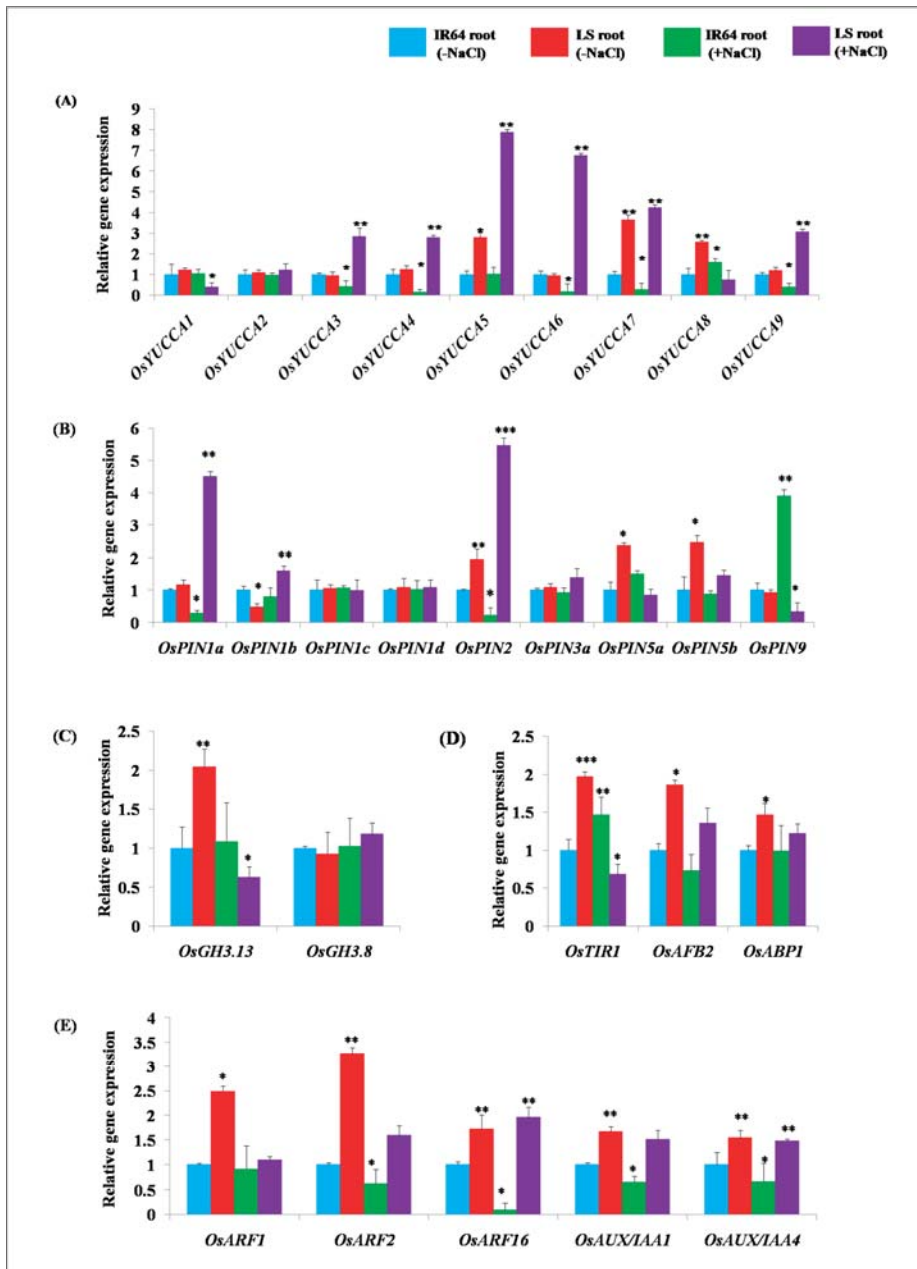 IR64 root (-NaCl)
LS root (-NaCl)
IR64 root (+NaCl)
LS root (+NaCl)
(A)
Relative gene expression
9
8
7
6
5
4
3
2
1
0
* ** * ** * ** * ** * ** * ** ** * ** * **
OsYUCCA1 OsYUCCA2 OsYUCCA3 OsYUCCA4 OsYUCCA5 OsYUCCA6 OsYUCCA7 OsYUCCA8 OsYUCCA9
(B)
Relative gene expression
6
5
4
3
2
1
0
* ** * ** ** * *** * * ** *
OsPIN1a OsPIN1b OsPIN1c OsPIN1d OsPIN2 OsPIN3a OsPIN5a OsPIN5b OsPIN9
(C)
Relative gene expression
2.5
2
1.5
1
0.5
0
** *
OsGH3.13 OsGH3.8
(D)
Relative gene expression
2.5
2
1.5
1
0.5
0
*** ** * * *
OsTIR1 OsAFB2 OsABP1
(E)
Relative gene expression
4
3.5
3
2.5
2
1.5
1
0.5
0
* ** * ** * ** ** * ** * **
OsARF1 OsARF2 OsARF16 OsAUX/IAA1 OsAUX/IAA4